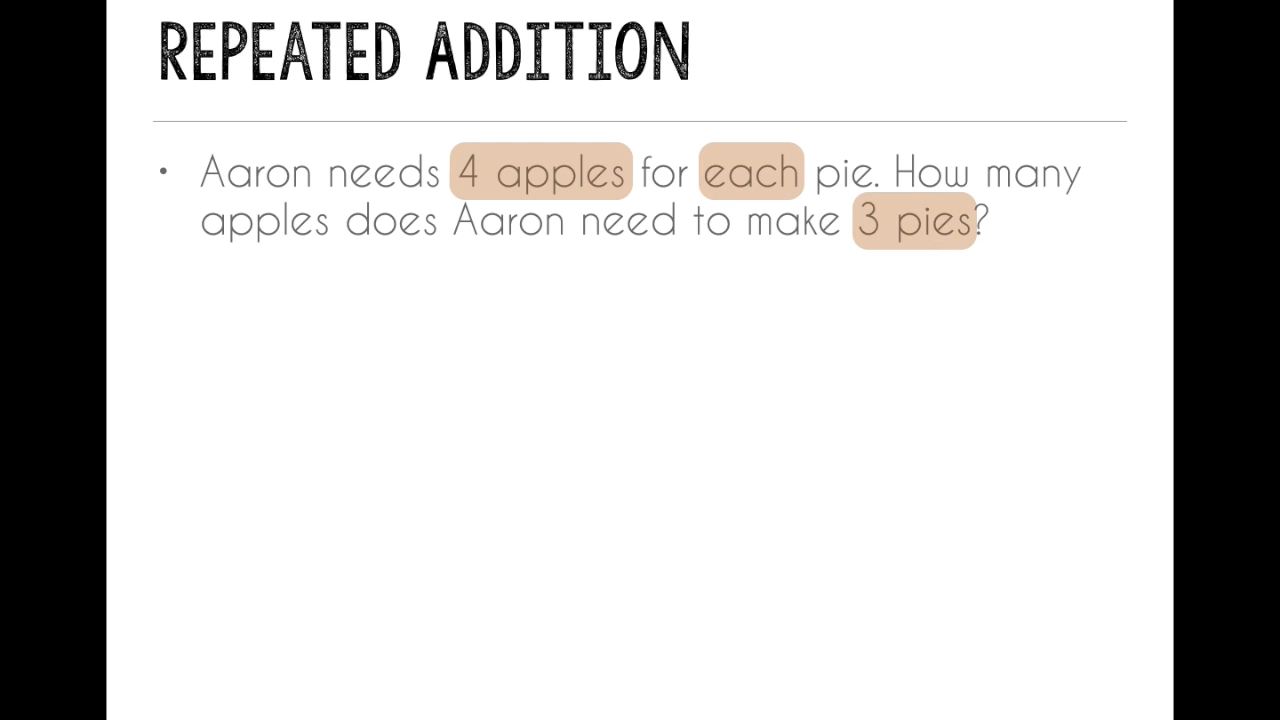 REPEATED ADDITION
• Aaron needs 4 apples for each pie. How many
apples does Aaron need to make 3 pies?